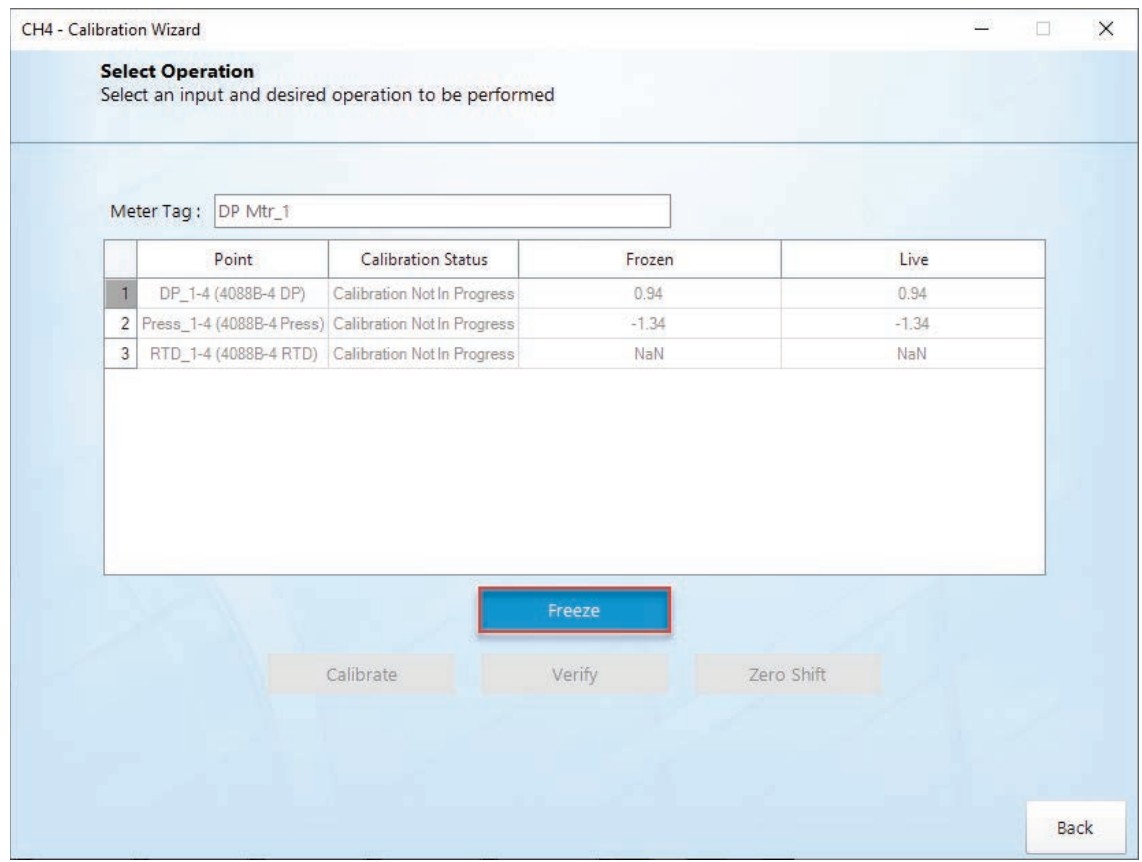 CH4 - Calibration Wizard
Select Operation
Select an input and desired operation to be performed
Meter Tag : DP Mtr_1
Point Calibration Status Frozen Live
1 DP_1-4 (4088B-4 DP) Calibration Not In Progress 0.94 0.94
2 Press_1-4 (4088B-4 Press) Calibration Not In Progress -1.34 -1.34
3 RTD_1-4 (4088B-4 RTD) Calibration Not In Progress NaN NaN
Freeze
Calibrate Verify Zero Shift
Back